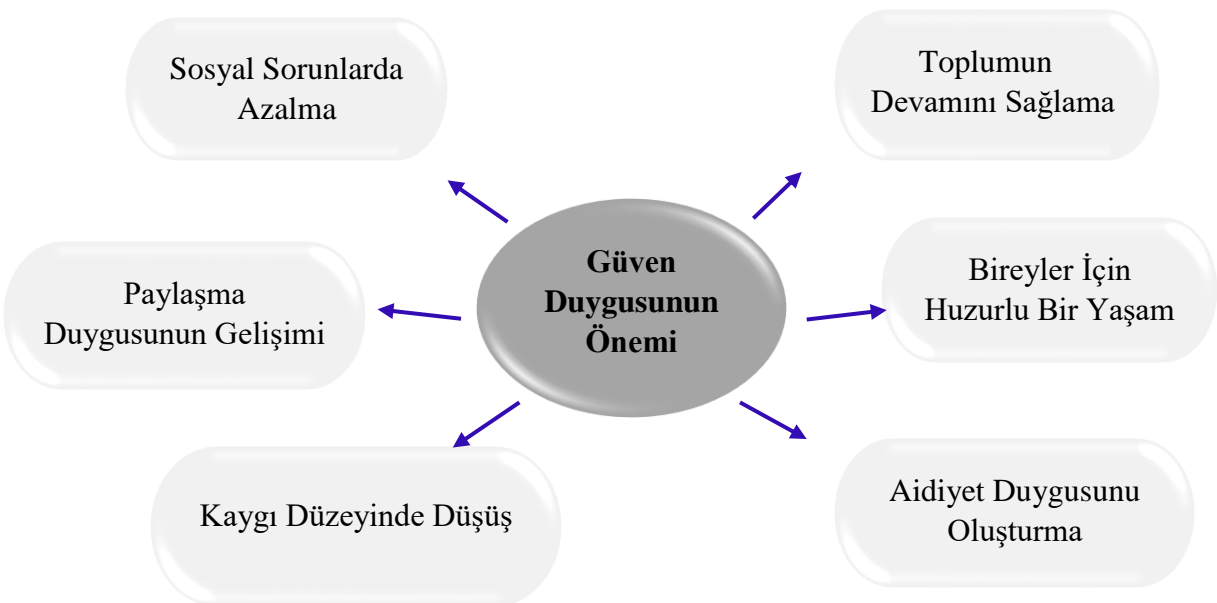 Sosyal Sorunlarda
Azalma
Toplumun
Devamını Sağlama
Güven
Duygusunun
Önemi
Paylaşma
Duygusunun Gelişimi
Bireyler İçin
Huzurlu Bir Yaşam
Kaygı Düzeyinde Düşüş
Aidiyet Duygusunu
Oluşturma